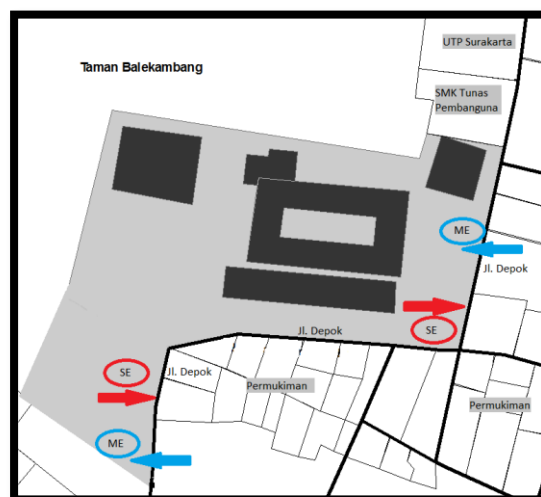 UTP Surakarta
Taman Balekambang
SMK Tunas
Pembanguna
ME
Jl. Depok
SE
Jl. Depok
SE
Jl. Depok
Permukiman
Permukiman
ME